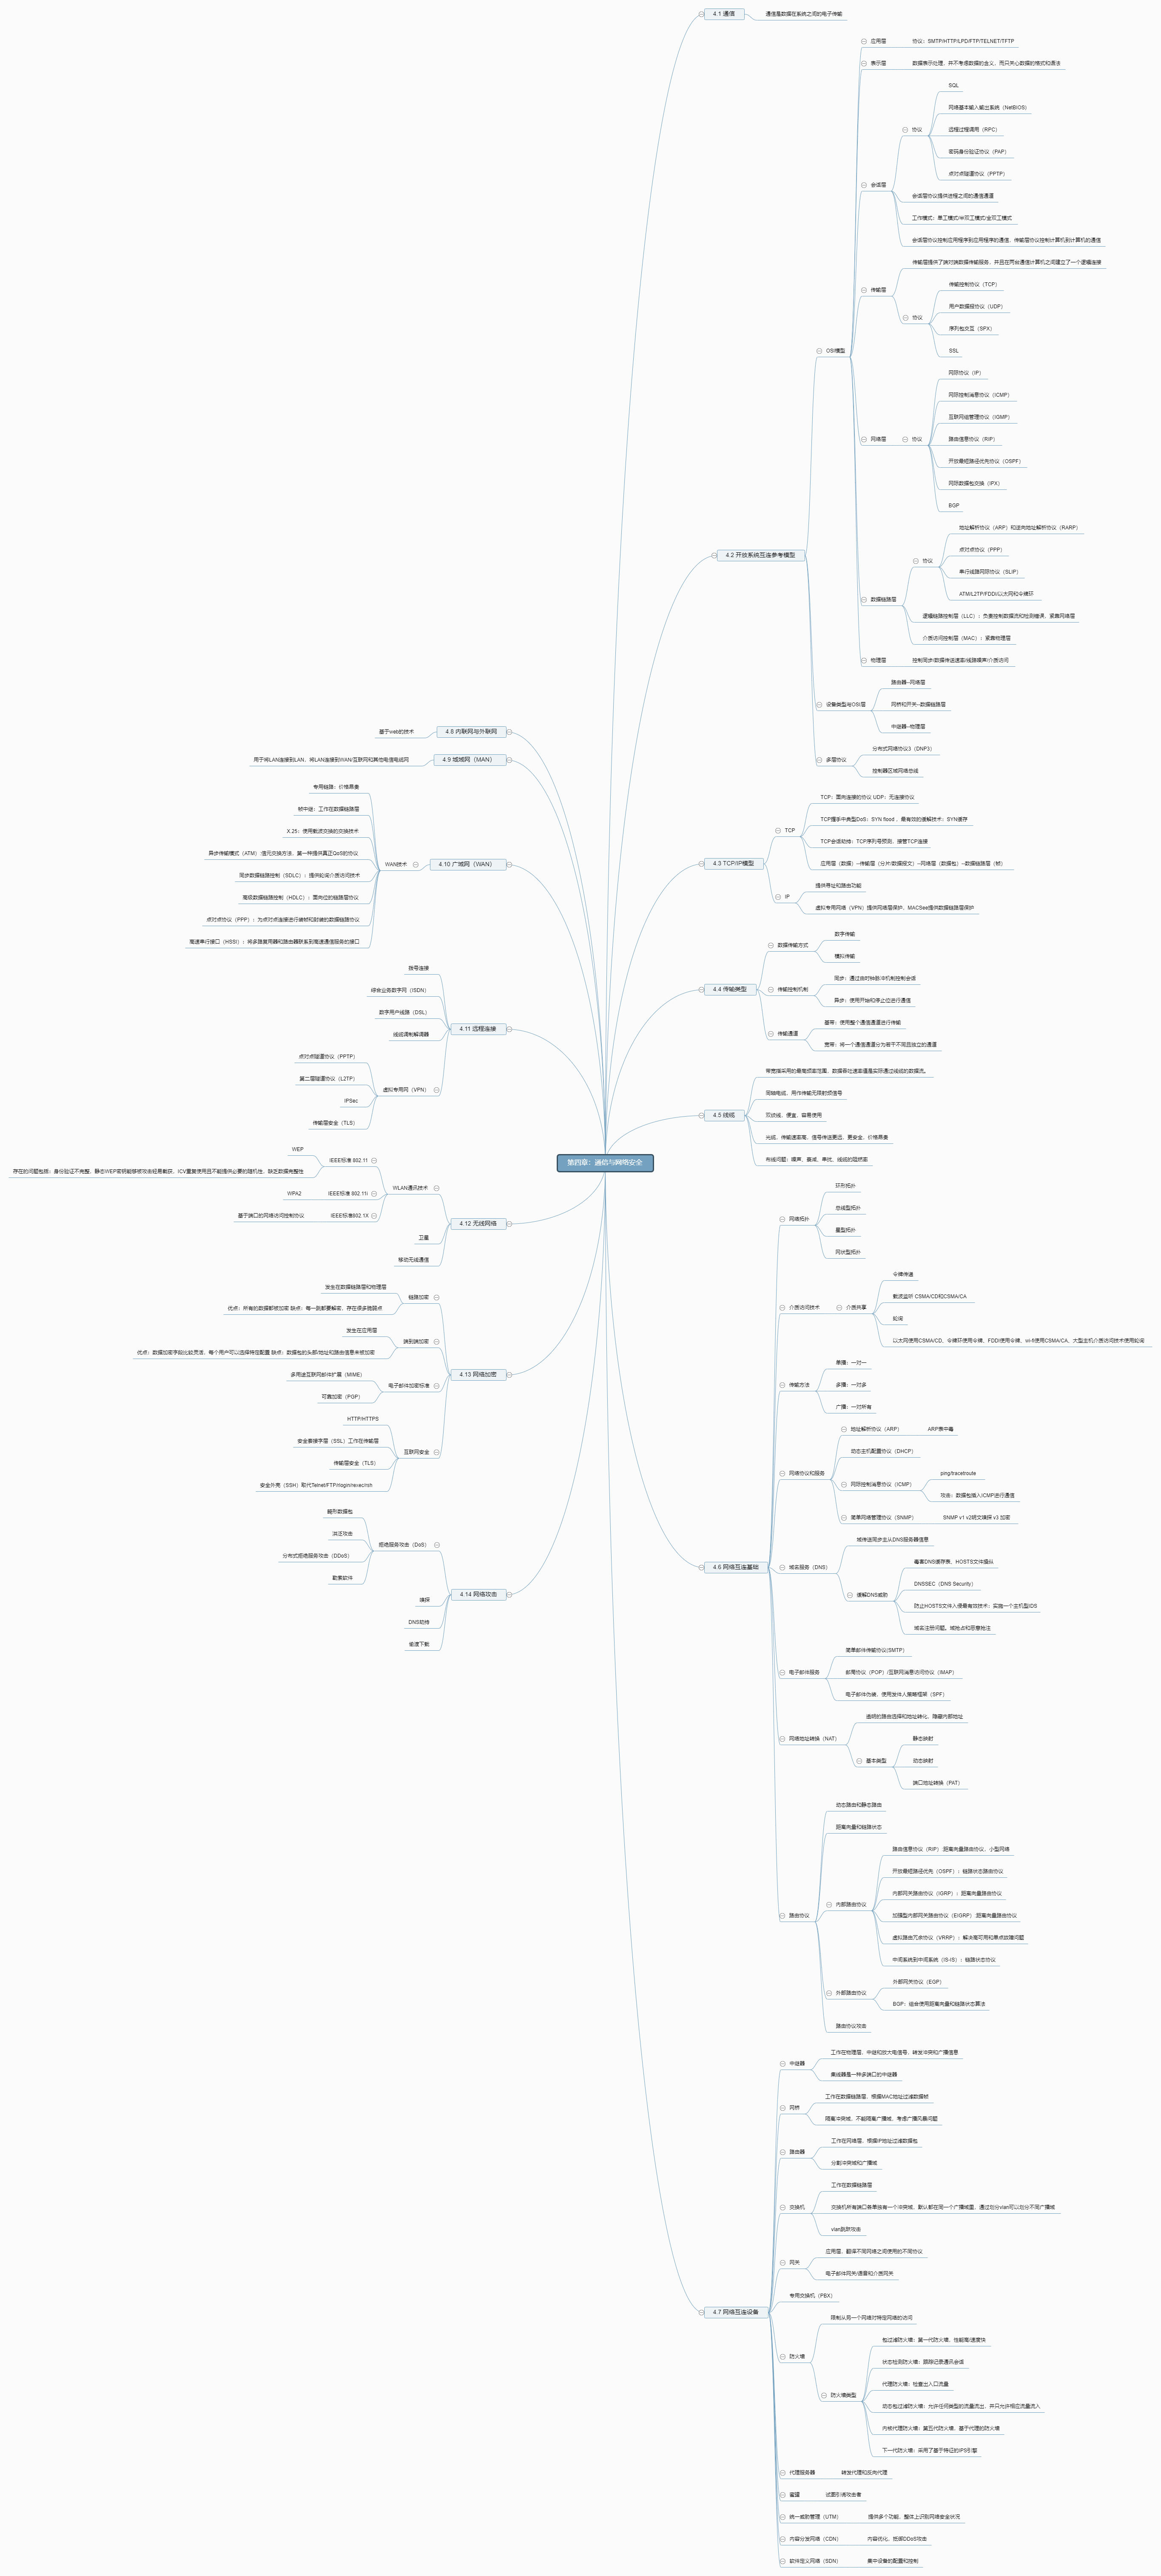 第四章：通信与网络安全
4.1 通信
通信是数据在系统之间的电子传输
4.2 开放系统互连参考模型
OSI模型
应用层
协议：SMTP/HTTP/LPD/FTP/TELNET/TFTP
表示层
数据表示处理，并不考虑数据的含义，而只关心数据的格式和语法
会话层
协议
SQL
网络基本输入输出系统（NetBIOS）
远程过程调用（RPC）
密码身份验证协议（PAP）
点对点隧道协议（PPTP）
会话层协议提供进程之间的通信通道
工作模式：单工模式/半双工模式/全双工模式
会话层协议控制应用程序到应用程序的通信，传输层协议控制计算机到计算机的通信
传输层
传输层提供了端对端数据传输服务，并且在两台通信计算机之间建立了一个逻辑连接
协议
传输控制协议（TCP）
用户数据报协议（UDP）
序列包交互（SPX）
SSL
网络层
协议
网际协议（IP）
网际控制消息协议（ICMP）
互联网组管理协议（IGMP）
路由信息协议（RIP）
开放最短路径优先协议（OSPF）
网际数据包交换（IPX）
BGP
数据链路层
协议
地址解析协议（ARP）和逆向地址解析协议（RARP）
点对点协议（PPP）
串行线路网际协议（SLIP）
ATM/L2TP/FDDI/以太网和令牌环
逻辑链路控制层（LLC）：负责控制数据流和检测错误，紧靠网络层
介质访问控制层（MAC）：紧靠物理层
物理层
控制同步/数据传送速率/线路噪声/介质访问
设备类型与OSI层
路由器--网络层
网桥和开关--数据链路层
中继器--物理层
多层协议
分布式网络协议3（DNP3）
控制器区域网络总线
4.3 TCP/IP模型
TCP
TCP：面向连接的协议 UDP：无连接协议
TCP握手中典型DoS：SYN flood ，最有效的缓解技术：SYN缓存
TCP会话劫持：TCP序列号预测，接管TCP连接
应用层（数据）--传输层（分片/数据报文）--网络层（数据包）--数据链路层（帧）
IP
提供寻址和路由功能
虚拟专用网络（VPN）提供网络层保护，MACSec提供数据链路层保护
4.4 传输类型
数据传输方式
数字传输
模拟传输
传输控制机制
同步：通过由时钟脉冲机制控制会话
异步：使用开始和停止位进行通信
传输通道
基带：使用整个通信通道进行传输
宽带：将一个通信通道分为若干不同且独立的通道
4.5 线缆
带宽指采用的最高频率范围，数据吞吐速率值是实际通过线缆的数据流。
同轴电缆，用作传输无限射频信号
双绞线，便宜，容易使用
光缆，传输速率高，信号传送更远，更安全，价格昂贵
布线问题：噪声、衰减、串扰、线缆的阻燃率
4.6 网络互连基础
网络拓扑
环形拓扑
总线型拓扑
星型拓扑
网状型拓扑
介质访问技术
介质共享
令牌传递
载波监听 CSMA/CD和CSMA/CA
轮询
以太网使用CSMA/CD，令牌环使用令牌，FDDI使用令牌，wi-fi使用CSMA/CA，大型主机介质访问技术使用轮询
传输方法
单播：一对一
多播：一对多
广播：一对所有
网络协议和服务
地址解析协议（ARP）
ARP表中毒
动态主机配置协议（DHCP）
网际控制消息协议（ICMP）
ping/tracetroute
攻击：数据包插入ICMP进行通信
简单网络管理协议（SNMP）
SNMP v1 v2明文嗅探 v3 加密
域名服务（DNS）
域传送同步主从DNS服务器信息
缓解DNS威胁
毒害DNS缓存表、HOSTS文件操纵
DNSSEC（DNS Security）
防止HOSTS文件入侵最有效技术：实施一个主机型IDS
域名注册问题。域抢占和恶意抢注
电子邮件服务
简单邮件传输协议(SMTP)
邮局协议（POP）/互联网消息访问协议（IMAP）
电子邮件伪装，使用发件人策略框架（SPF）
网络地址转换（NAT）
透明的路由选择和地址转化，隐藏内部地址
基本类型
静态映射
动态映射
端口地址转换（PAT）
路由协议
动态路由和静态路由
距离向量和链路状态
内部路由协议
路由信息协议（RIP）:距离向量路由协议，小型网络
开放最短路径优先（OSPF）：链路状态路由协议
内部网关路由协议（IGRP）：距离向量路由协议
加强型内部网关路由协议（EIGRP）:距离向量路由协议
虚拟路由冗余协议（VRRP）：解决高可用和单点故障问题
中间系统到中间系统（IS-IS）：链路状态协议
外部路由协议
外部网关协议（EGP）
BGP：组合使用距离向量和链路状态算法
路由协议攻击
4.7 网络互连设备
中继器
工作在物理层，中继和放大电信号，转发冲突和广播信息
集线器是一种多端口的中继器
网桥
工作在数据链路层，根据MAC地址过滤数据帧
隔离冲突域，不能隔离广播域，考虑广播风暴问题
路由器
工作在网络层，根据IP地址过滤数据包
分割冲突域和广播域
交换机
工作在数据链路层
交换机所有端口各单独有一个冲突域，默认都在同一个广播域里，通过划分vlan可以划分不同广播域
vlan跳跃攻击
网关
应用层，翻译不同网络之间使用的不同协议
电子邮件网关/语音和介质网关
专用交换机（PBX）
防火墙
限制从另一个网络对特定网络的访问
防火墙类型
包过滤防火墙：第一代防火墙，性能高/速度快
状态检测防火墙：跟踪记录通讯会话
代理防火墙：检查出入口流量
动态包过滤防火墙：允许任何类型的流量流出，并只允许相应流量流入
内核代理防火墙：第五代防火墙，基于代理的防火墙
下一代防火墙：采用了基于特征的IPS引擎
代理服务器
转发代理和反向代理
蜜罐
试图引诱攻击者
统一威胁管理（UTM）
提供多个功能，整体上识别网络安全状况
内容分发网络（CDN）
内容优化，抵御DDoS攻击
软件定义网络（SDN）
集中设备的配置和控制
4.8 内联网与外联网
基于web的技术
4.9 城域网（MAN）
用于将LAN连接到LAN、将LAN连接到WAN/互联网和其他电信电缆网
4.10 广域网（WAN）
WAN技术
专用链路：价格昂贵
帧中继：工作在数据链路层
X.25：使用载波交换的交换技术
异步传输模式（ATM）:信元交换方法，第一种提供真正QoS的协议
同步数据链路控制（SDLC）：提供轮询介质访问技术
高级数据链路控制（HDLC）：面向位的链路层协议
点对点协议（PPP）：为点对点连接进行编帧和封装的数据链路协议
高速串行接口（HSSI）：将多路复用器和路由器联系到高速通信服务的接口
4.11 远程连接
拨号连接
综合业务数字网（ISDN）
数字用户线路（DSL）
线缆调制解调器
虚拟专用网（VPN）
点对点隧道协议（PPTP）
第二层隧道协议（L2TP）
IPSec
传输层安全（TLS）
4.12 无线网络
WLAN通讯技术
IEEE标准 802.11
WEP
存在的问题包括：身份验证不完整、静态WEP密钥能够被攻击轻易截获、ICV重复使用且不能提供必要的随机性、缺乏数据完整性
IEEE标准 802.11i
WPA2
IEEE标准802.1X
基于端口的网络访问控制协议
卫星
移动无线通信
4.13 网络加密
链路加密
发生在数据链路层和物理层
优点：所有的数据都被加密 缺点：每一跳都要解密，存在很多脆弱点
端到端加密
发生在应用层
优点：数据加密手段比较灵活，每个用户可以选择特定配置 缺点：数据包的头部/地址和路由信息未被加密
电子邮件加密标准
多用途互联网邮件扩展（MIME）
可靠加密（PGP）
互联网安全
HTTP/HTTPS
安全套接字层（SSL）工作在传输层
传输层安全（TLS）
安全外壳（SSH）取代Telnet/FTP/rlogin/rexec/rsh
4.14 网络攻击
拒绝服务攻击（DoS）
畸形数据包
洪泛攻击
分布式拒绝服务攻击（DDoS）
勒索软件
嗅探
DNS劫持
偷渡下载